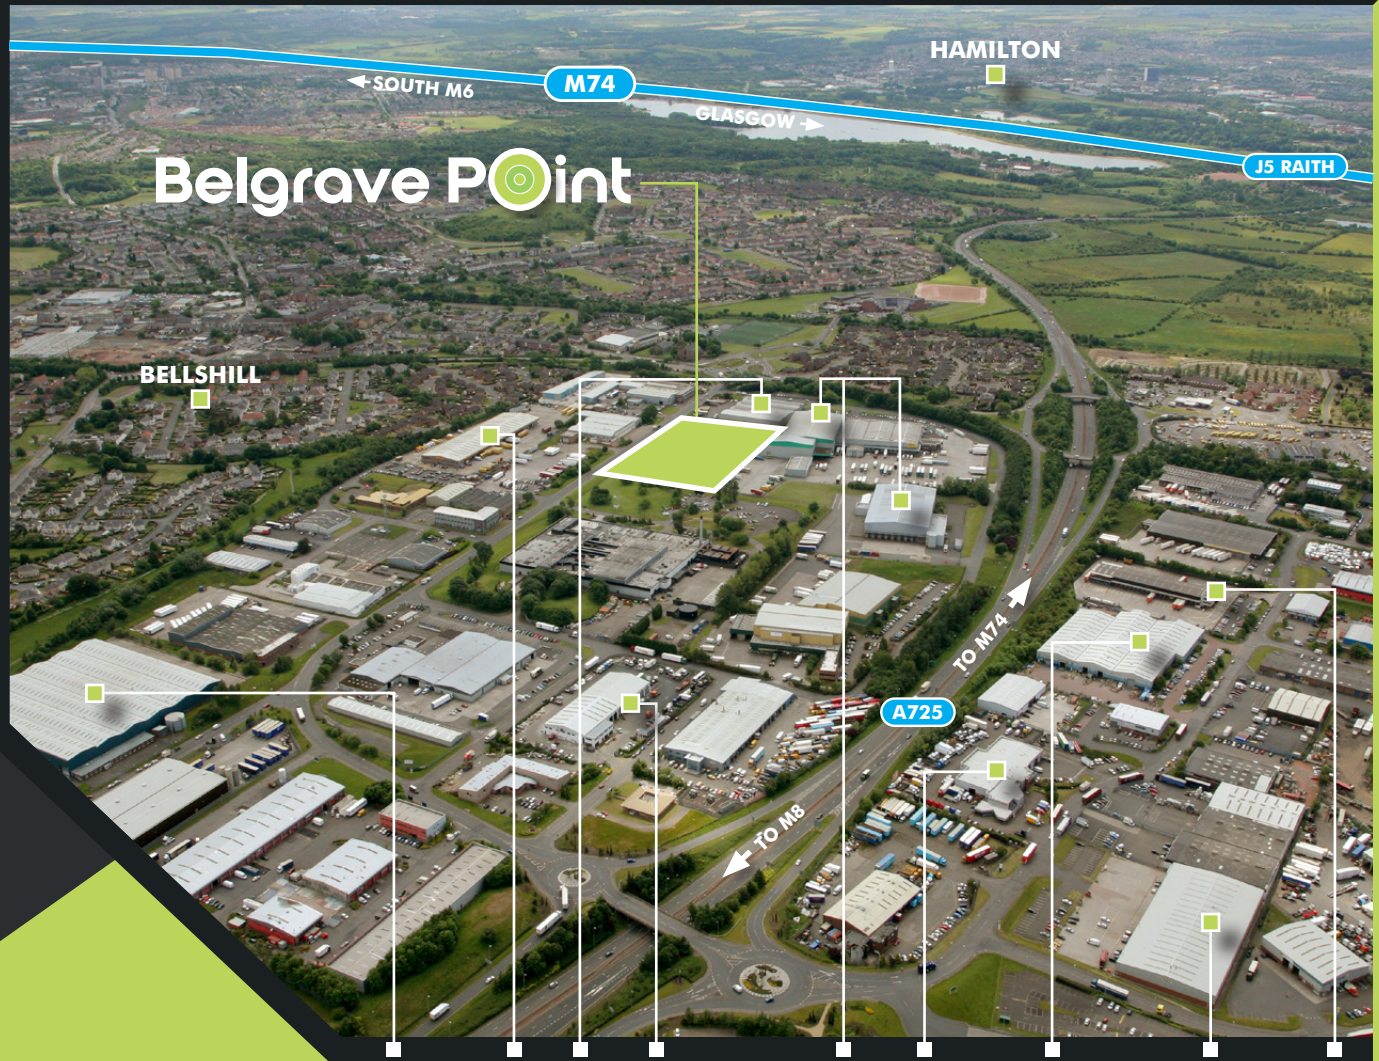 HAMILTON
M74
SOUTH M6
GLASGOW
J5 RAITH
Belgrave Point
BELLSHILL
TO M74
A725
TO M8